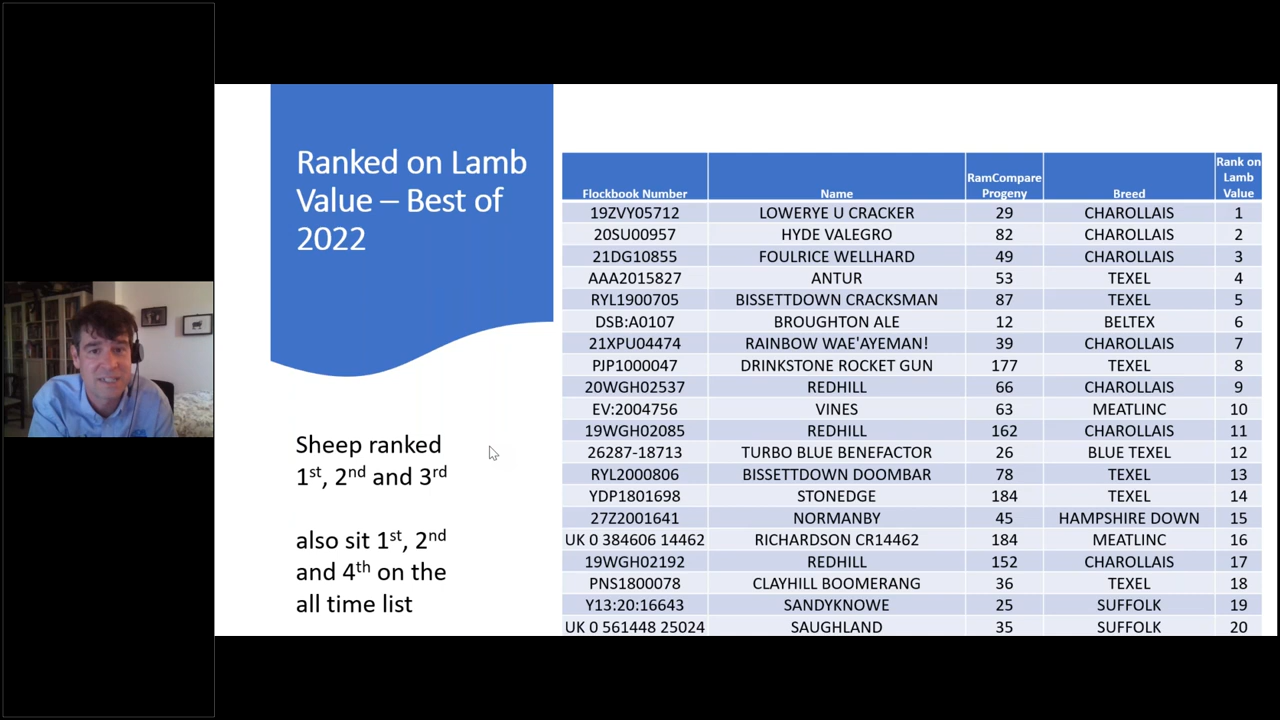 Ranked on Lamb
Value – Best of
2022
Sheep ranked
1st, 2nd and 3rd
also sit 1st, 2nd
and 4th on the
all time list
Flockbook Number Name RamCompare Progeny Breed Rank on Lamb Value
19ZVY05712 LOWERYE U CRACKER 29 CHAROLLAIS 1
20SU00957 HYDE VALEGRO 82 CHAROLLAIS 2
21DG10855 FOULRICE WELLHARD 49 CHAROLLAIS 3
AAA2015827 ANTUR 53 TEXEL 4
RYL1900705 BISSETTDOWN CRACKSMAN 87 TEXEL 5
DSB:A0107 BROUGHTON ALE 12 BELTEX 6
21XPU04474 RAINBOW WAE'AYEMAN! 39 CHAROLLAIS 7
PJP1000047 DRINKSTONE ROCKET GUN 177 TEXEL 8
20WGH02537 REDHILL 66 CHAROLLAIS 9
EV:2004756 VINES 63 MEATLINC 10
19WGH02085 REDHILL 162 CHAROLLAIS 11
26287-18713 TURBO BLUE BENEFACTOR 26 BLUE TEXEL 12
RYL2000806 BISSETTDOWN DOOMBAR 78 TEXEL 13
YDP1801698 STONEDGE 184 TEXEL 14
27Z2001641 NORMANBY 45 HAMPSHIRE DOWN 15
UK 0 384606 14462 RICHARDSON CR14462 184 MEATLINC 16
19WGH02192 REDHILL 152 CHAROLLAIS 17
PNS1800078 CLAYHILL BOOMERANG 36 TEXEL 18
Y13:20:16643 SANDYKNOWE 25 SUFFOLK 19
UK 0 561448 25024 SAUGHLAND 35 SUFFOLK 20